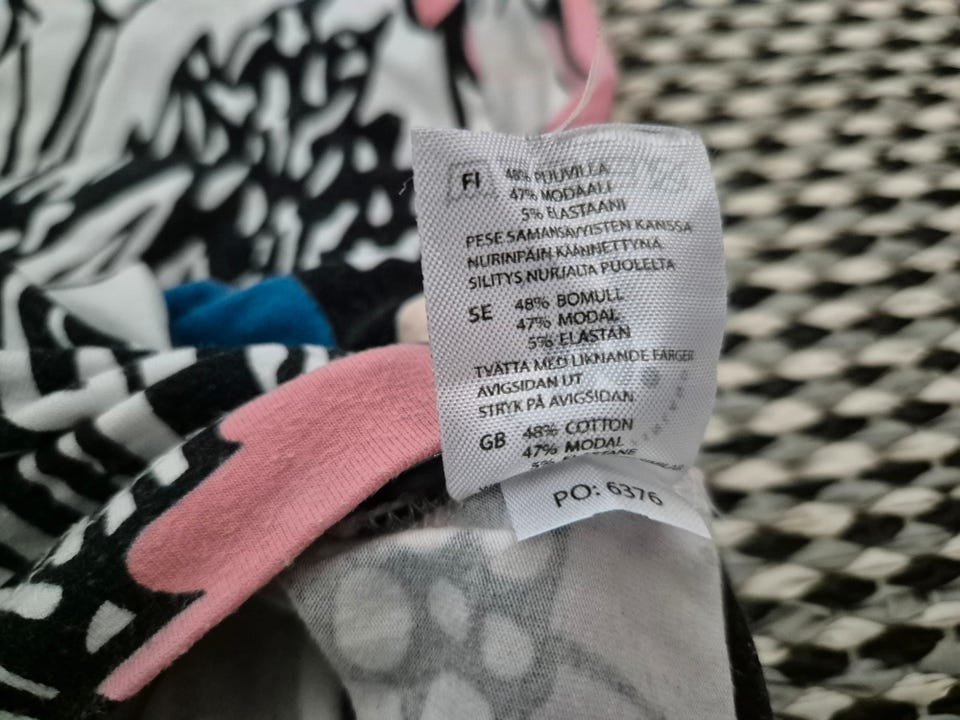 FI 48% PUUVILLA
47% MODAALI
5% ELASTAANI
PESE SAMANSÄVYISTEN KANSSA
NURINPÄIN KÄÄNNETTYNÄ
SILITYS NURJALTA PUOLELTA
SE 48% BOMULL
47% MODAL
5% ELASTAN
TVÄTTA MED LIKNANDE FÄRGER
AVIGSIDAN UT
STRYK PÅ AVIGSIDAN
GB 48% COTTON
47% MODAL
5% ELASTANE
PO: 6376